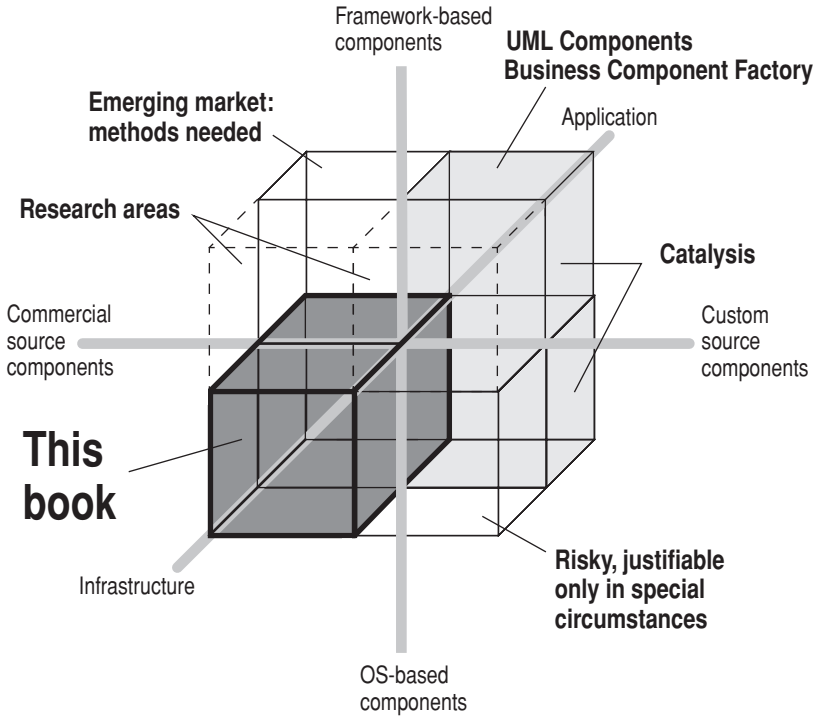 Framework-based
components
UML Components
Business Component Factory
Emerging market:
methods needed
Application
Research areas
Catalysis
Commercial
source
components
Custom
source
components
This
book
Infrastructure
Risky, justifiable
only in special
circumstances
OS-based
components